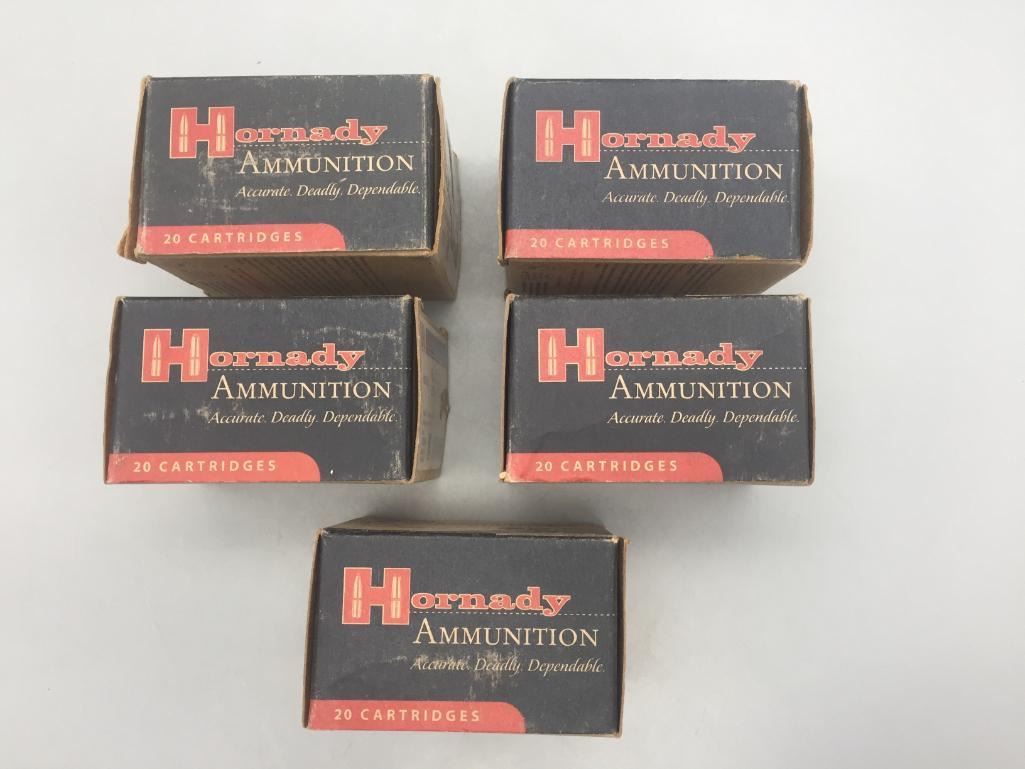 Hornady
AMMUNITION
Accurate. Deadly. Dependable.
20 CARTRIDGES
Hornady
AMMUNITION
Accurate. Deadly. Dependable.
20 CARTRIDGES
Hornady
AMMUNITION
Accurate. Deadly. Dependable.
20 CARTRIDGES
Hornady
AMMUNITION
Accurate. Deadly. Dependable.
20 CARTRIDGES
Hornady
AMMUNITION
Accurate. Deadly. Dependable.
20 CARTRIDGES